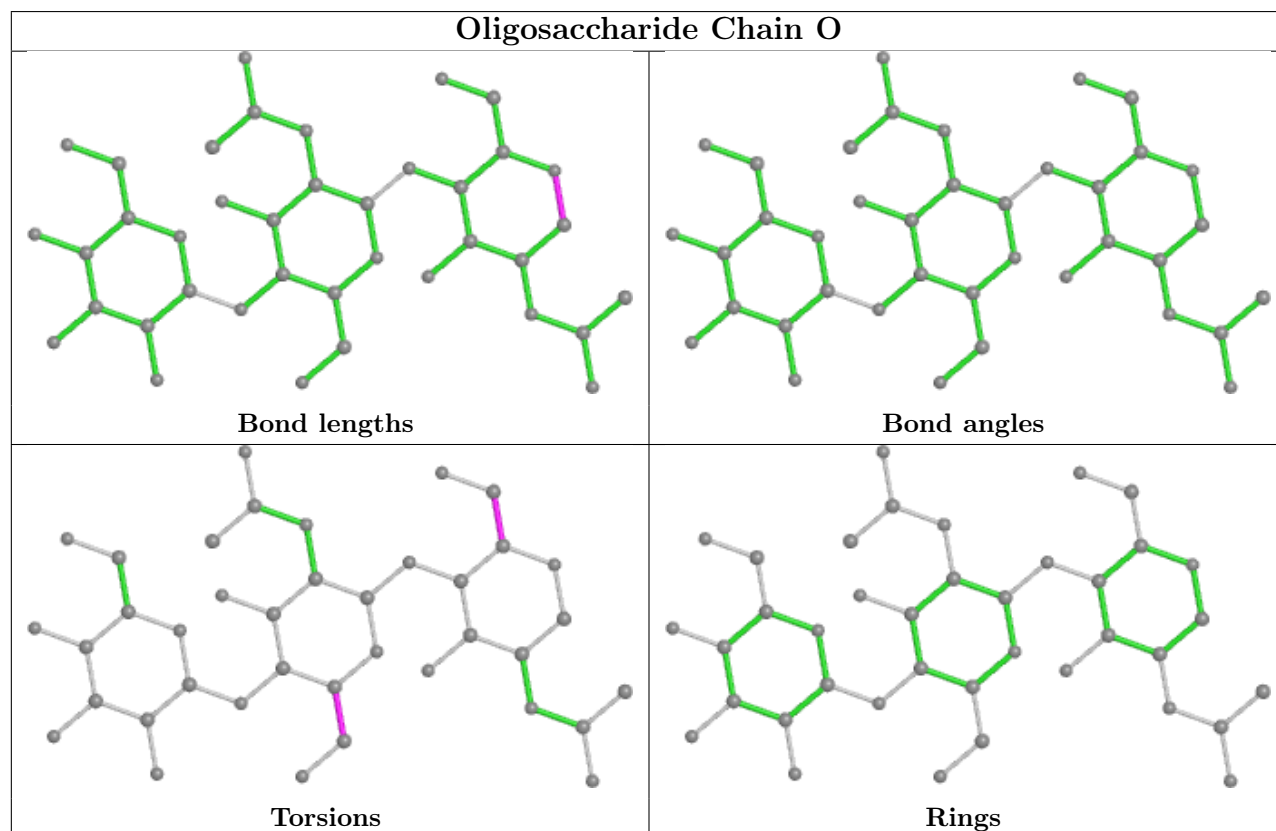 Oligosaccharide Chain O
Bond lengths
Bond angles
Torsions
Rings